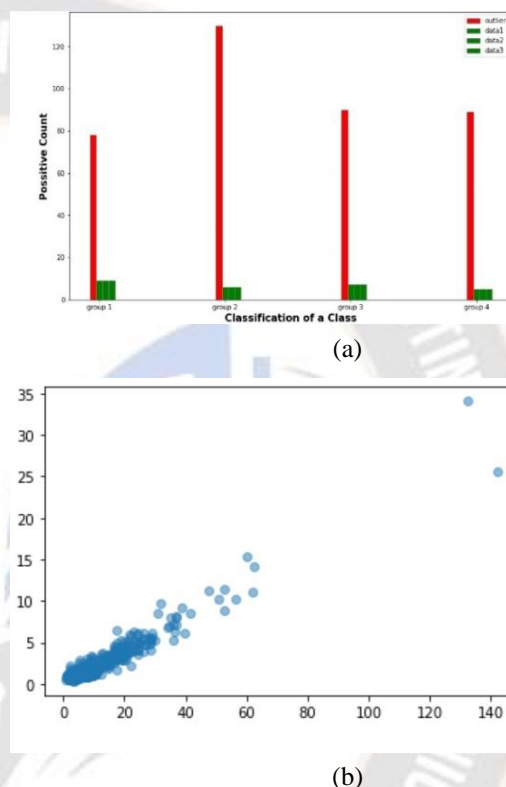 outlier
data1
data2
data3
120
100
80
60
40
20
0
Possitive Count
group 1 group 2 group 3 group 4
Classification of a Class
(a)
35
30
25
20
15
10
5
0
0 20 40 60 80 100 120 140
(b)